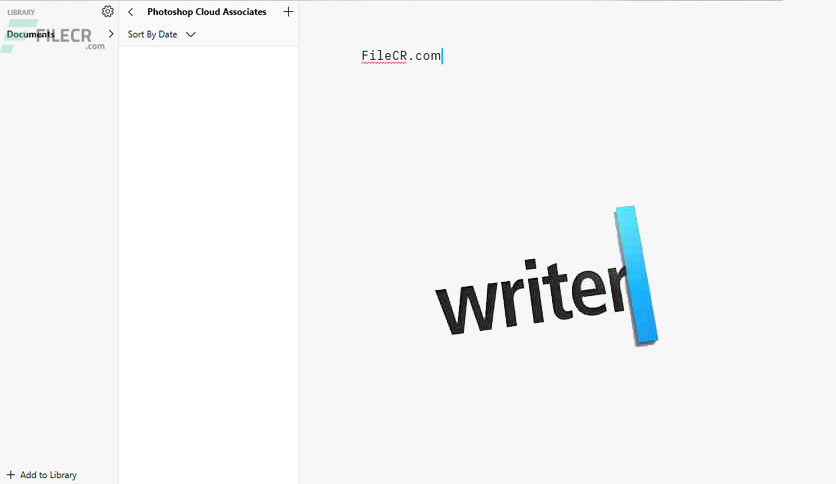 LIBRARY
Documents
FILECR
.com
Photoshop Cloud Associates
Sort By Date
FileCR.com
writer
Add to Library